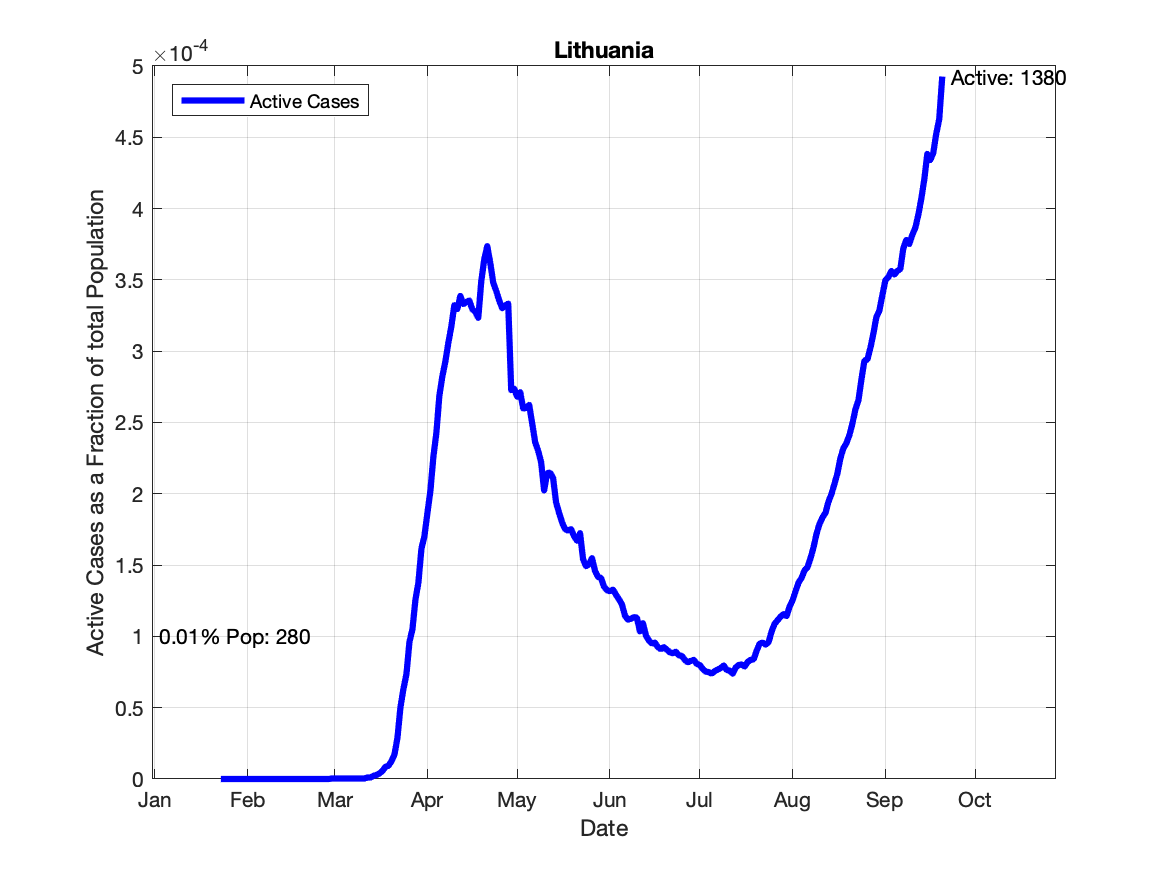 Lithuania
×10⁻⁴
5
4.5
4
3.5
3
2.5
2
1.5
1
0.5
0
Active Cases as a Fraction of total Population
Active Cases
Active: 1380
0.01% Pop: 280
Jan Feb Mar Apr May Jun Jul Aug Sep Oct
Date